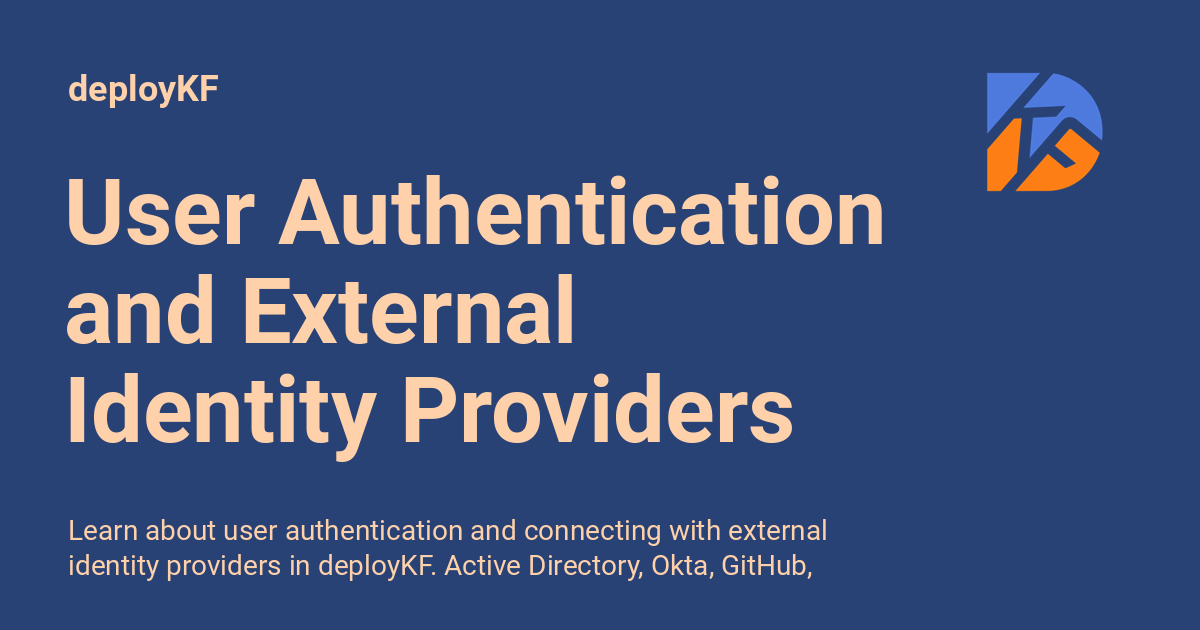 deployKF
User Authentication
and External
Identity Providers
Learn about user authentication and connecting with external
identity providers in deployKF. Active Directory, Okta, GitHub,